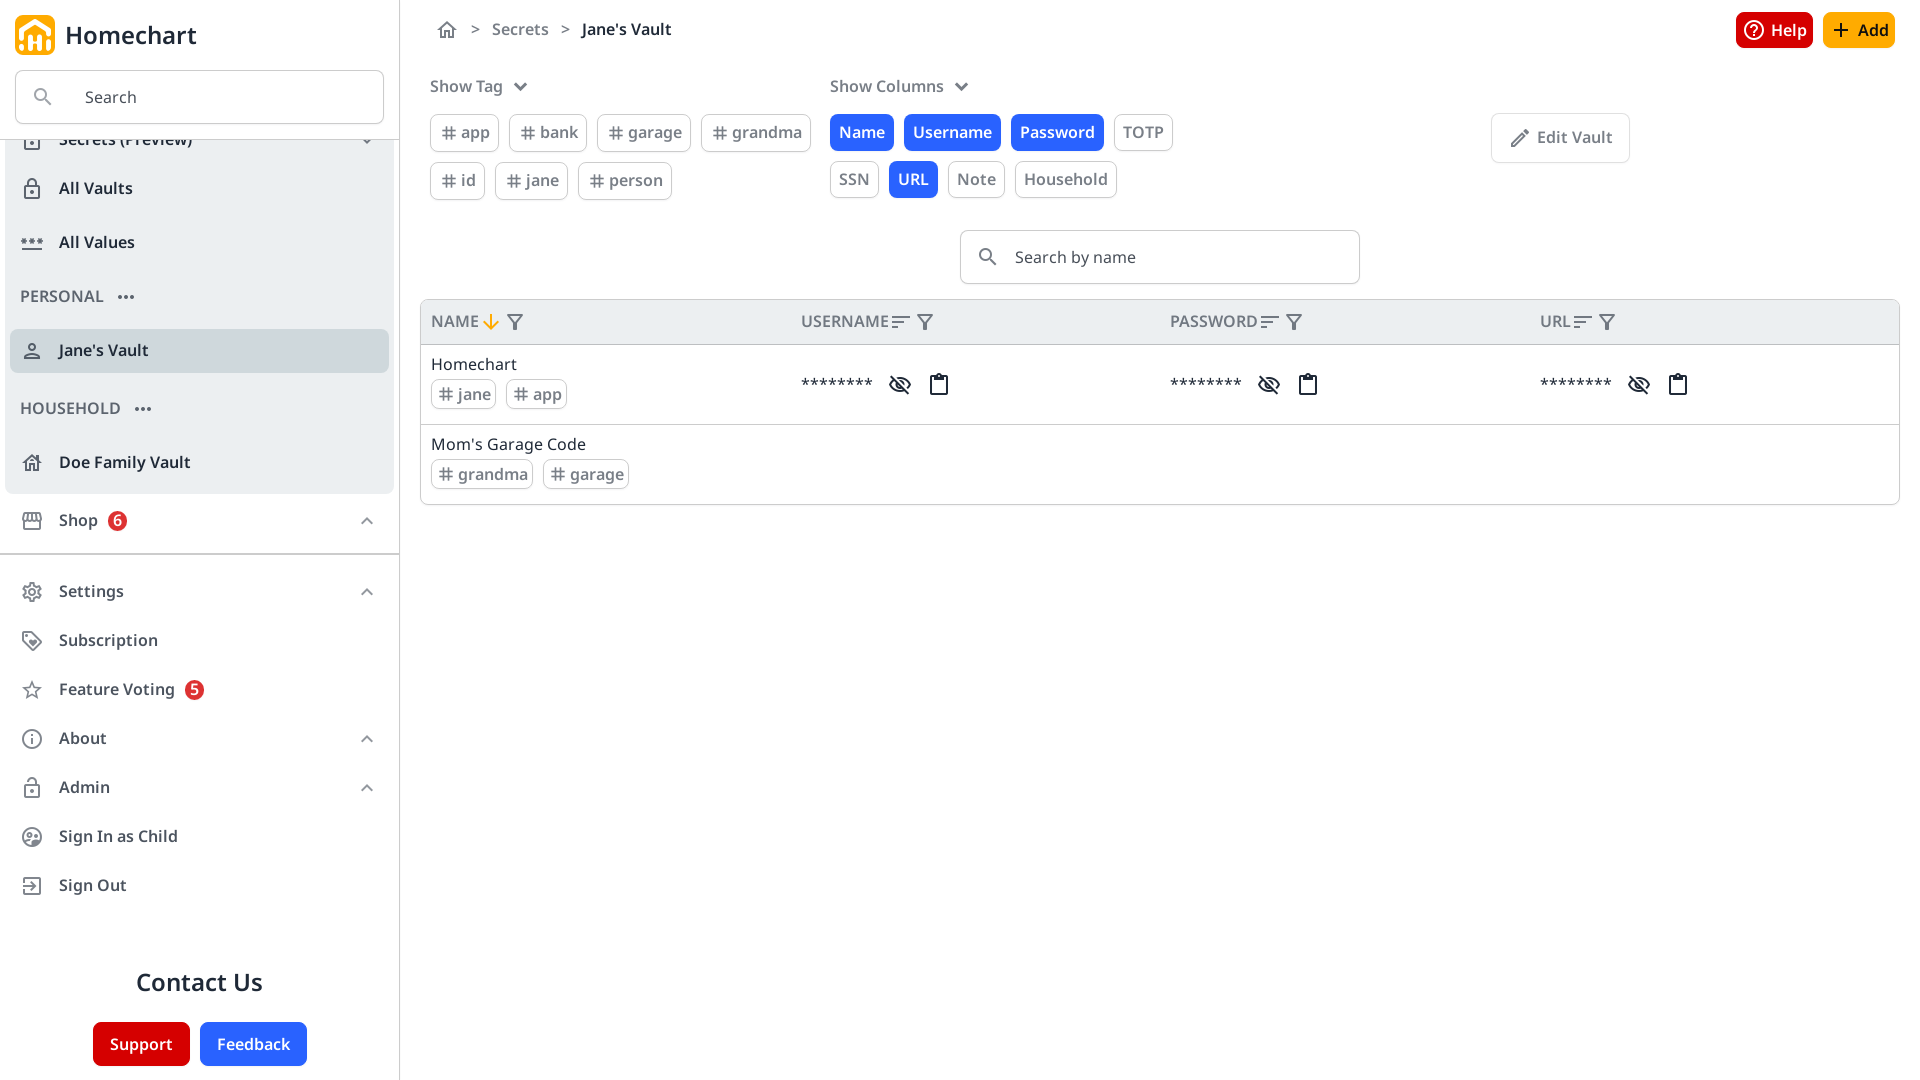 Homechart
Search
Secrets (Preview)
All Vaults
All Values
PERSONAL
Jane's Vault
HOUSEHOLD
Doe Family Vault
Shop 6
Settings
Subscription
Feature Voting 5
About
Admin
Sign In as Child
Sign Out
Contact Us
Support Feedback
> Secrets > Jane's Vault
Help Add
Show Tag
# app # bank # garage # grandma
# id # jane # person
Show Columns
Name Username Password TOTP
SSN URL Note Household
Edit Vault
Search by name
NAME USERNAME PASSWORD URL
Homechart
# jane # app
******** ******** ********
Mom's Garage Code
# grandma # garage